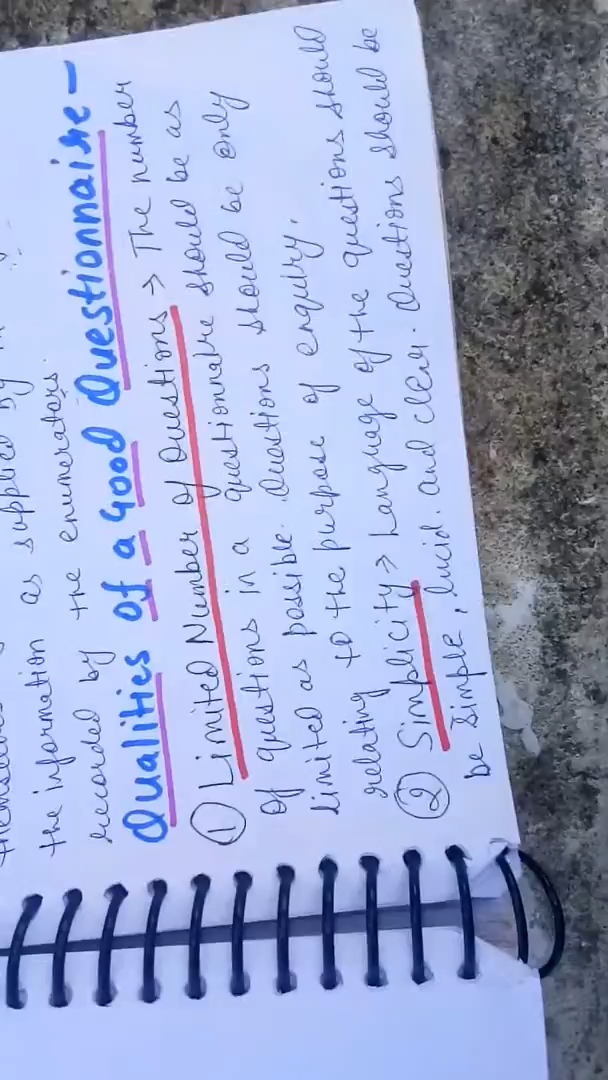 the information as supplied by
recorded by the enumerators.
Qualities of a Good Questionnaire-
① Limited Number of Questions → The number
of questions in a questionnaire should be as
limited as possible. Questions should be only
relating to the purpose of enquiry.
② Simplicity → Language of the questions should
be simple, lucid and clear. Questions should be